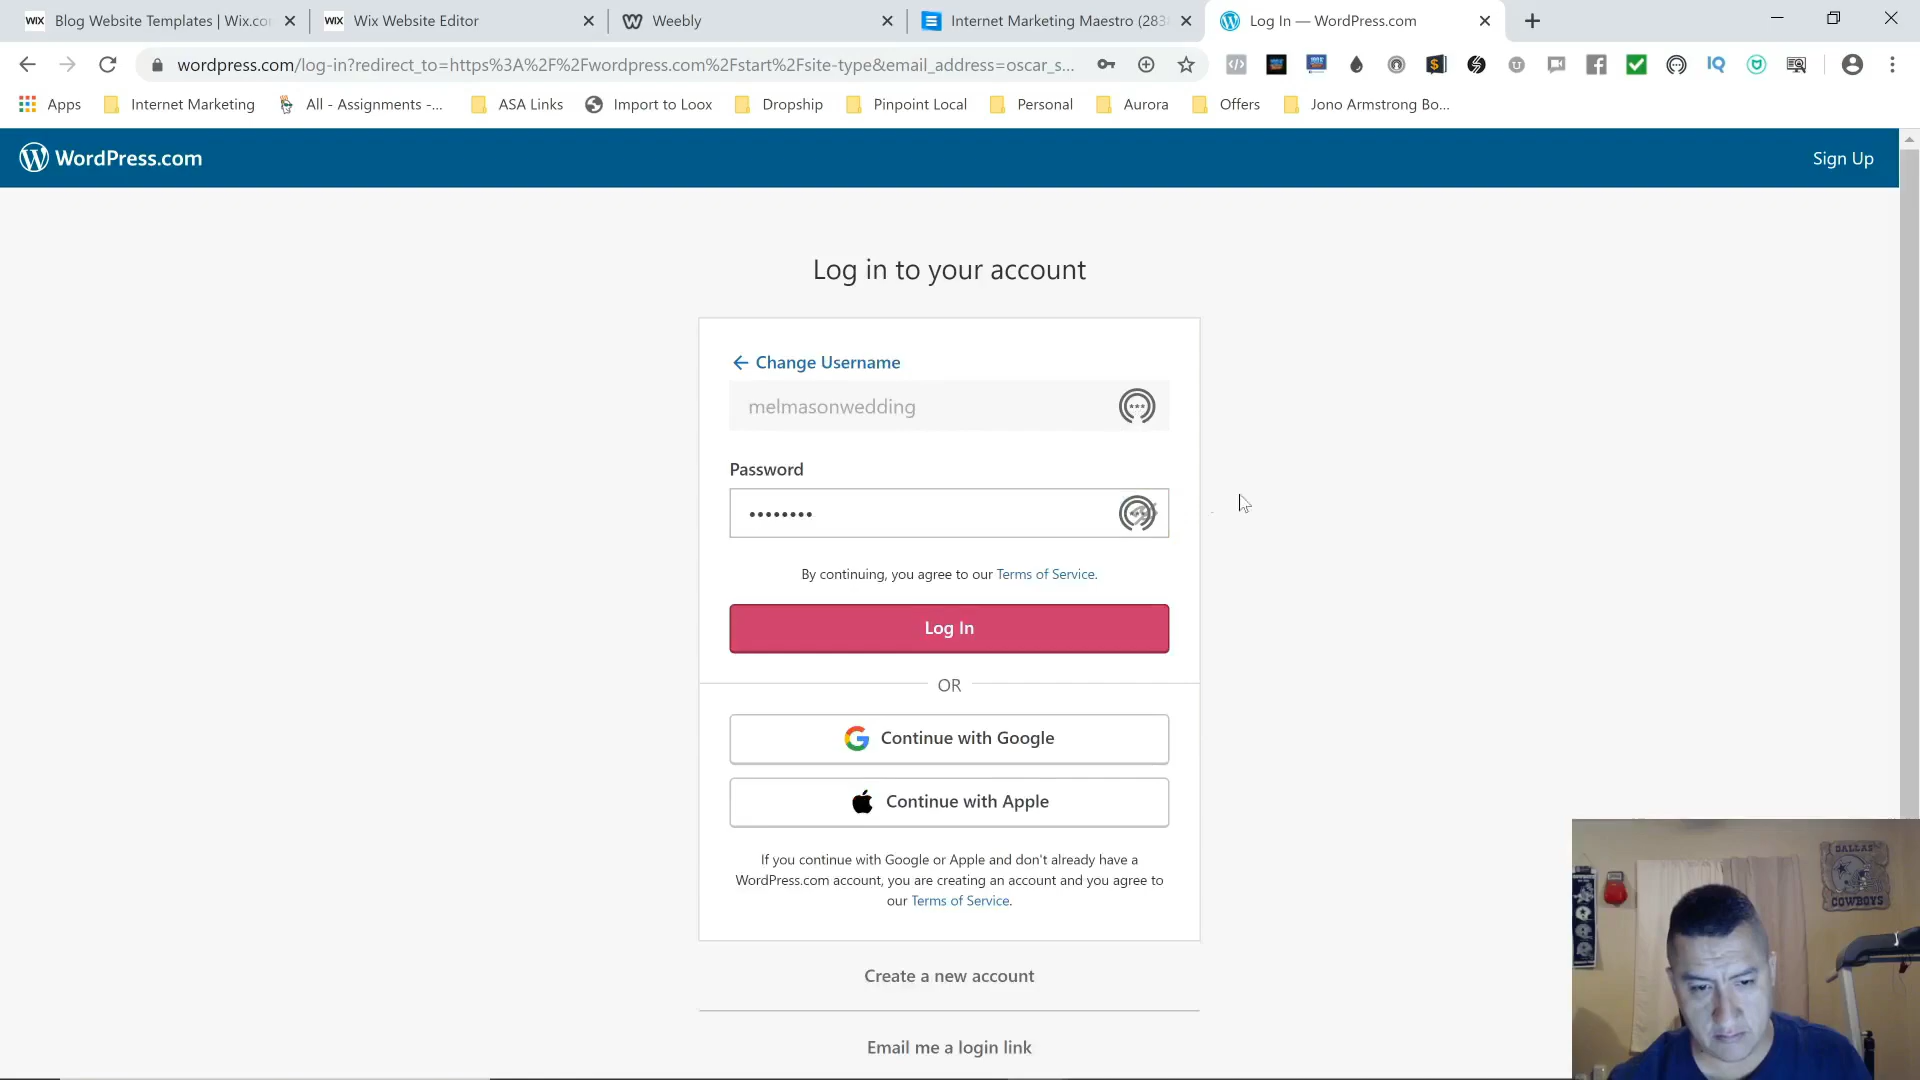 WIX Blog Website Templates | Wix.co
WIX Wix Website Editor
Weebly
Internet Marketing Maestro (283
Log In — WordPress.com
wordpress.com/log-in?redirect_to=https%3A%2F%2Fwordpress.com%2Fstart%2Fsite-type&email_address=oscar_s...
Apps
Internet Marketing
All - Assignments -...
ASA Links
Import to Loox
Dropship
Pinpoint Local
Personal
Aurora
Offers
Jono Armstrong Bo...
WordPress.com
Sign Up
Log in to your account
← Change Username
melmasonwedding
Password
••••••••
By continuing, you agree to our Terms of Service.
Log In
OR
Continue with Google
Continue with Apple
If you continue with Google or Apple and don't already have a
WordPress.com account, you are creating an account and you agree to
our Terms of Service.
Create a new account
Email me a login link
DALLAS
COWBOYS